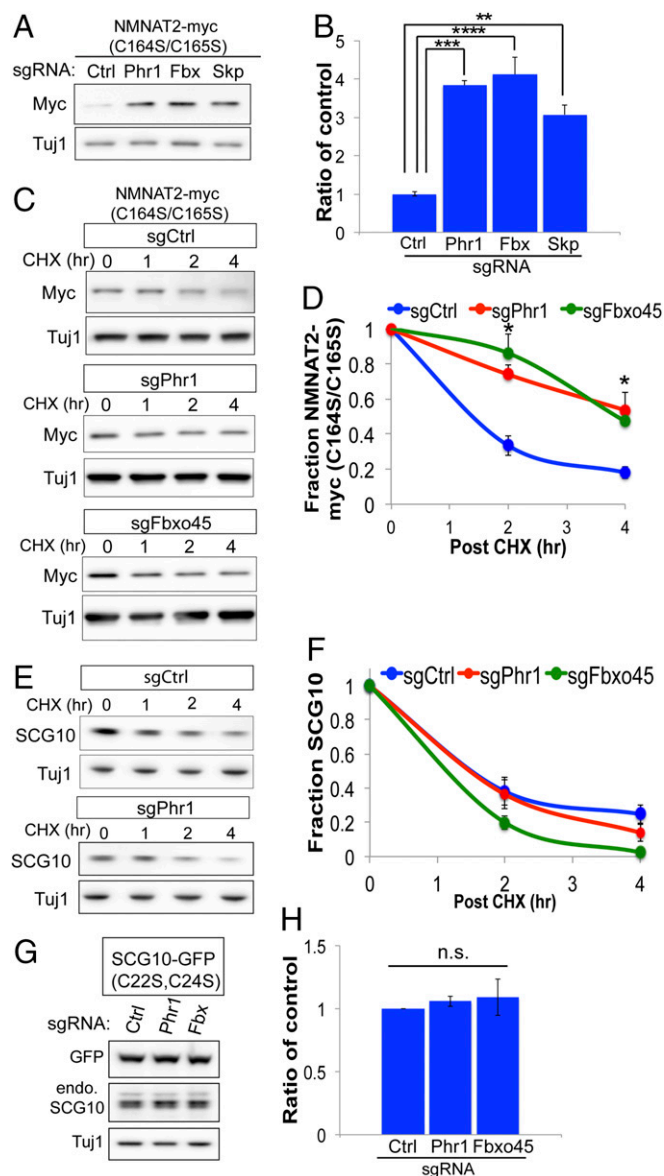 A
NMNAT2-myc
(C164S/C165S)
sgRNA: Ctrl Phr1 Fbx Skp
Myc
Tuj1
B
**
****
***
Ratio of control
6
5
4
3
2
1
0
Ctrl Phr1 Fbx Skp
sgRNA
C
NMNAT2-myc
(C164S/C165S)
sgCtrl
CHX (hr) 0 1 2 4
Myc
Tuj1
sgPhr1
CHX (hr) 0 1 2 4
Myc
Tuj1
sgFbxo45
CHX (hr) 0 1 2 4
Myc
Tuj1
D
sgCtrl sgPhr1 sgFbxo45
Fraction NMNAT2-
myc (C164S/C165S)
1
0.8
0.6
0.4
0.2
0
*
*
0 1 2 3 4
Post CHX (hr)
E
sgCtrl
CHX (hr) 0 1 2 4
SCG10
Tuj1
sgPhr1
CHX (hr) 0 1 2 4
SCG10
Tuj1
F
sgCtrl sgPhr1 sgFbxo45
Fraction SCG10
1
0.8
0.6
0.4
0.2
0
0 1 2 3 4
Post CHX (hr)
G
SCG10-GFP
(C22S,C24S)
sgRNA: Ctrl Phr1 Fbx
GFP
endo.
SCG10
Tuj1
H
n.s.
Ratio of control
1.5
1
0.5
0
Ctrl Phr1 Fbxo45
sgRNA